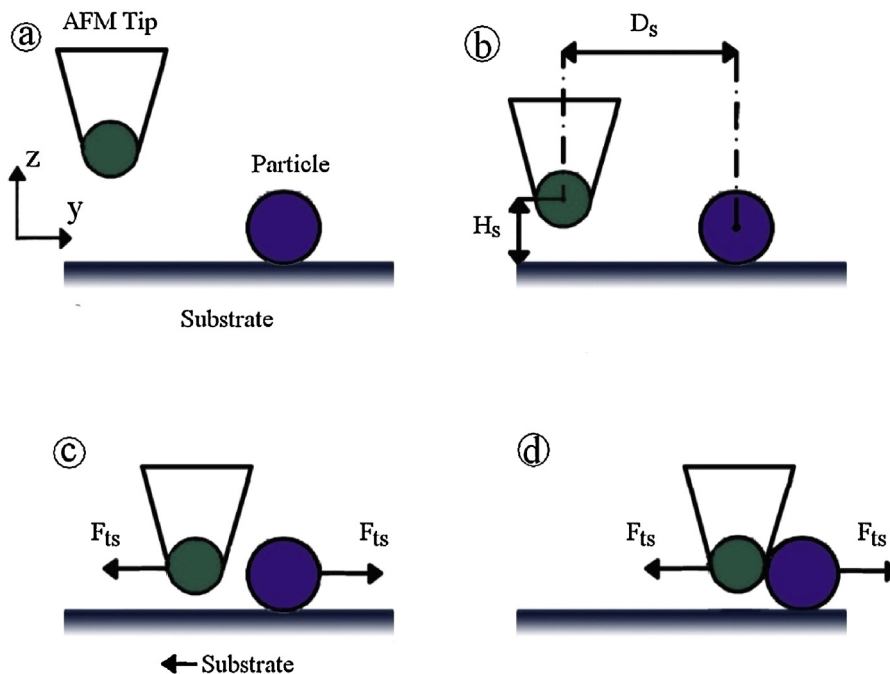 a
AFM Tip
z
y
Particle
Substrate
b
Ds
Hs
c
Fts
Fts
Substrate
d
Fts
Fts